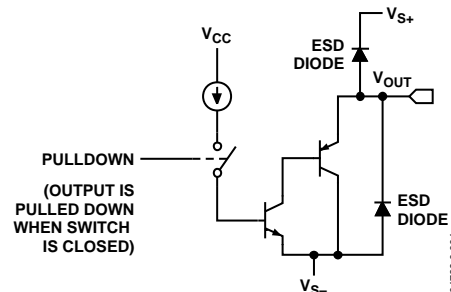 V_S+
V_CC
ESD
DIODE
V_OUT
PULLDOWN
(OUTPUT IS
PULLED DOWN
WHEN SWITCH
IS CLOSED)
ESD
DIODE
V_S–